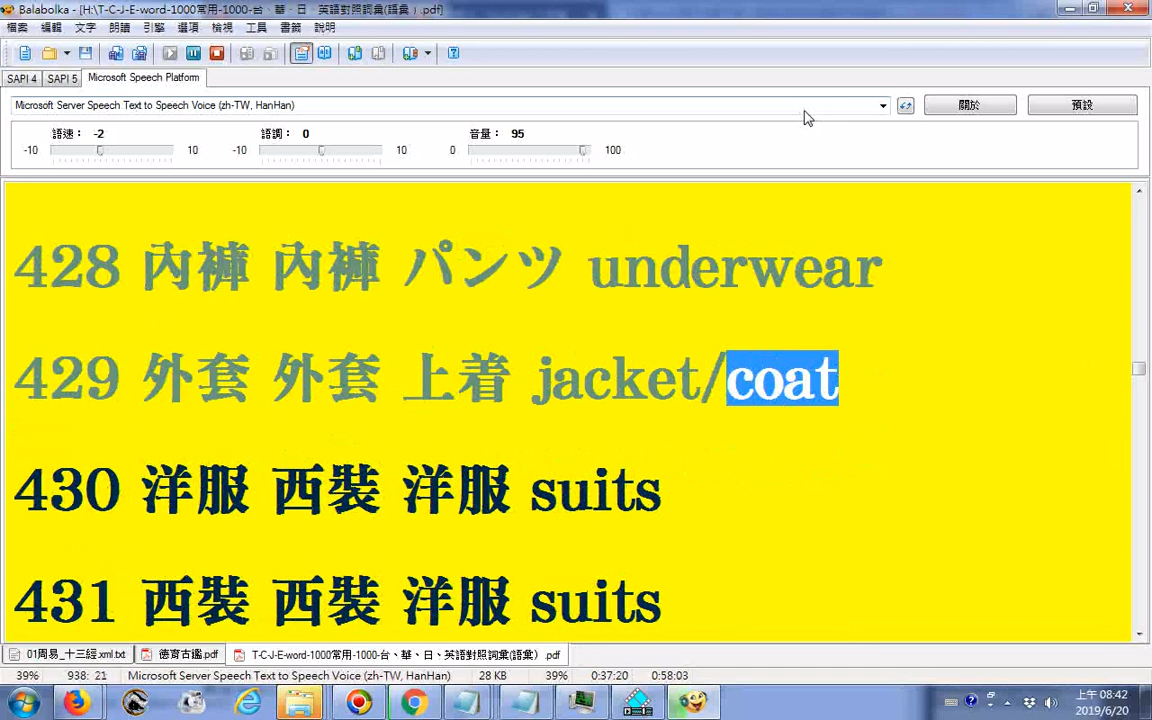 Balabolka - [H:\T-C-J-E-word-1000常用-1000-台、華、日、英語對照詞彙(語彙）.pdf]
檔案 編輯 文字 朗讀 引擎 選項 檢視 工具 書籤 說明
SAPI 4 SAPI 5 Microsoft Speech Platform
Microsoft Server Speech Text to Speech Voice (zh-TW, HanHan) 關於 預設
語速： -2 語調： 0 音量： 95
-10 10 -10 10 0 100
428 內褲 內褲 パンツ underwear
429 外套 外套 上着 jacket/coat
430 洋服 西裝 洋服 suits
431 西裝 西裝 洋服 suits
01周易_十三經.xml.txt 德育古鑑.pdf T-C-J-E-word-1000常用-1000-台、華、日、英語對照詞彙(語彙）.pdf
39% 938: 21 Microsoft Server Speech Text to Speech Voice (zh-TW, HanHan) 28 KB 39% 0:37:20 0:58:03
上午 08:42
2019/6/20